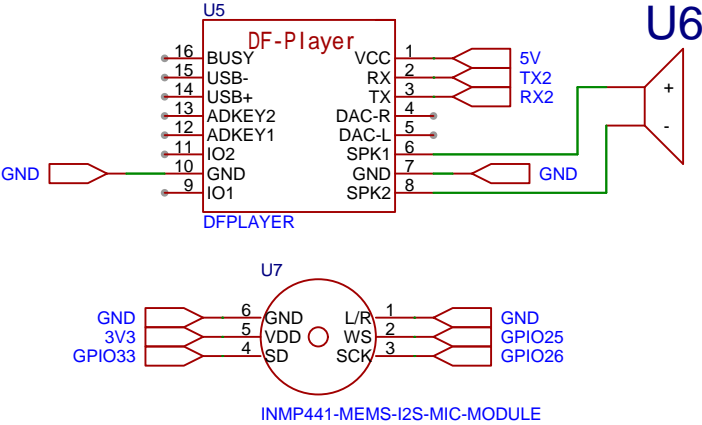 U5
U6
DF-Player
16 BUSY VCC 1 5V
15 USB- RX 2 TX2
14 USB+ TX 3 RX2
13 ADKEY2 DAC-R 4
12 ADKEY1 DAC-L 5
11 IO2 SPK1 6
GND 10 GND GND 7 GND
9 IO1 SPK2 8
+
-
DFPLAYER
U7
GND 6 GND L/R 1 GND
3V3 5 VDD WS 2 GPIO25
GPIO33 4 SD SCK 3 GPIO26
INMP441-MEMS-I2S-MIC-MODULE